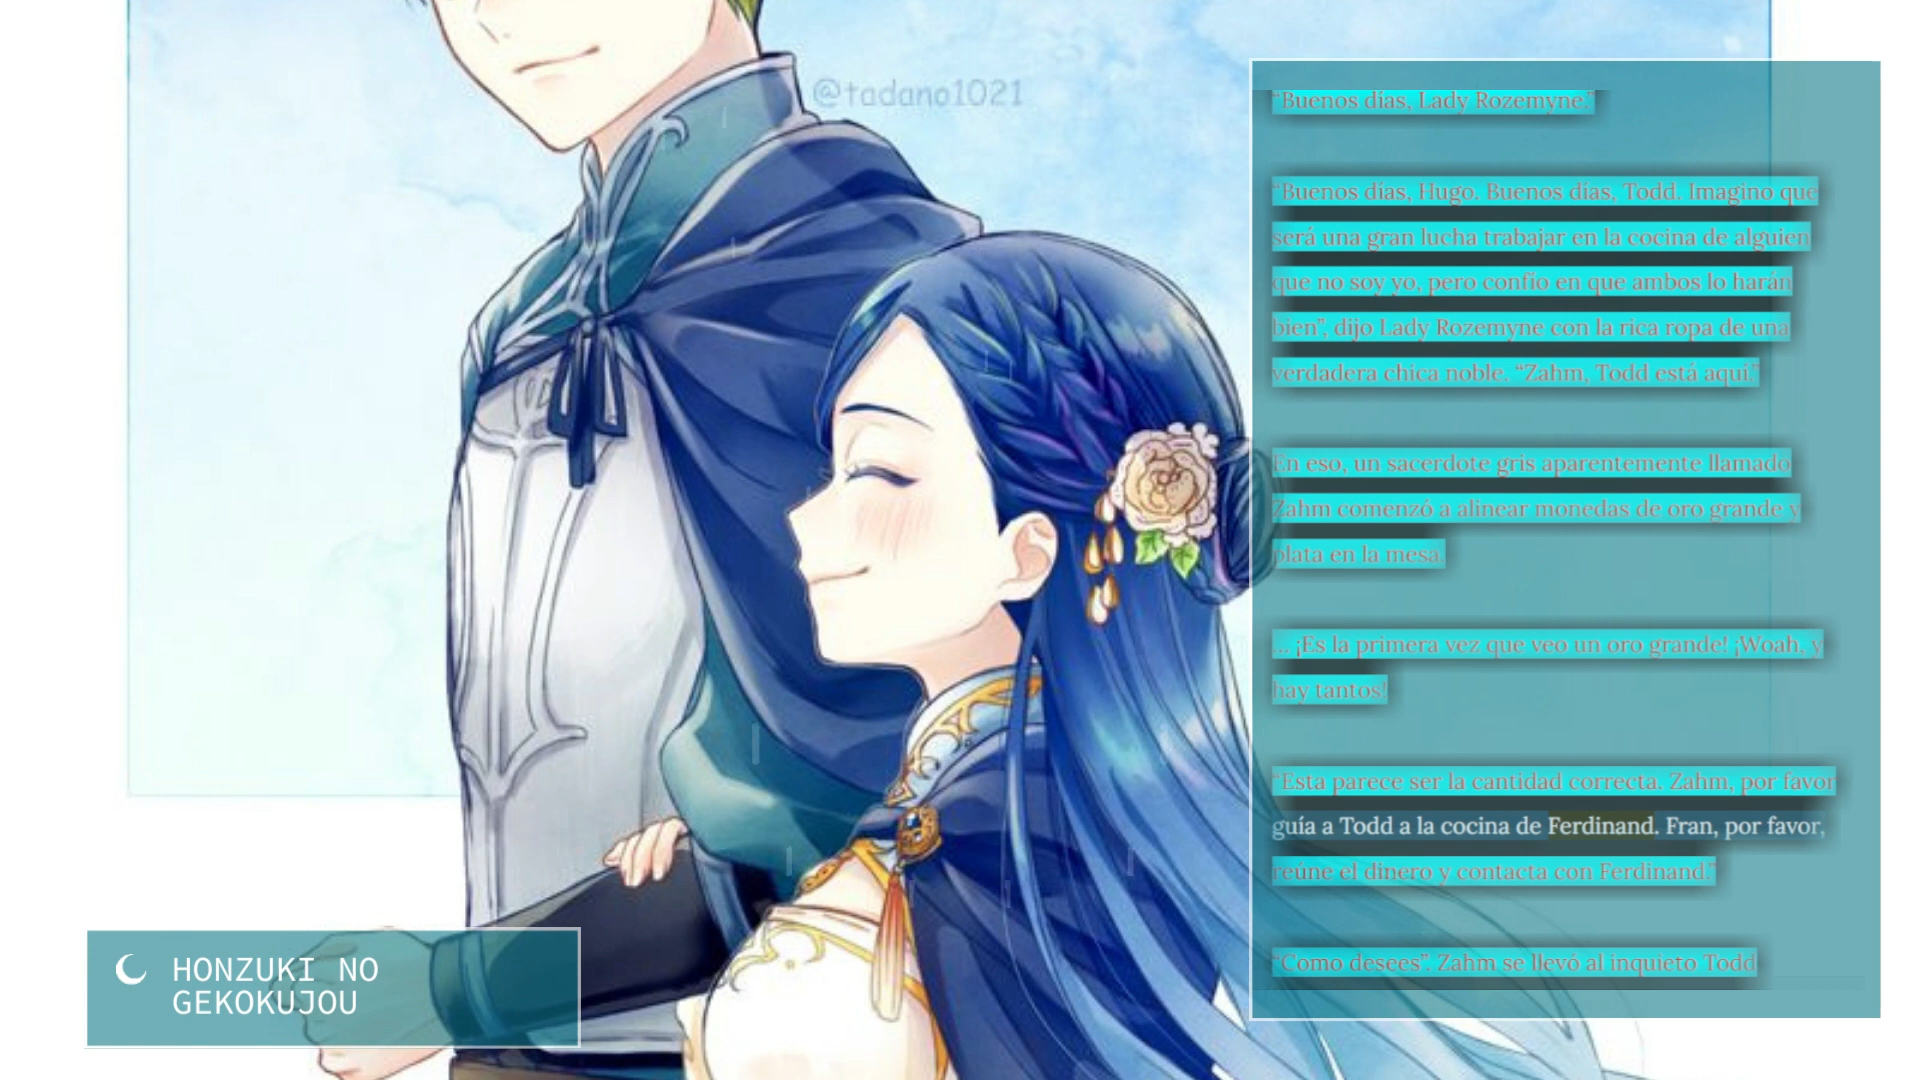 @tadano1021
“Buenos días, Lady Rozemyne.”
“Buenos días, Hugo. Buenos días, Todd. Imagino que
será una gran lucha trabajar en la cocina de alguien
que no soy yo, pero confío en que ambos lo harán
bien”, dijo Lady Rozemyne con la rica ropa de una
verdadera chica noble. “Zahm, Todd está aquí.”
En eso, un sacerdote gris aparentemente llamado
Zahm comenzó a alinear monedas de oro grande y
plata en la mesa.
... ¡Es la primera vez que veo un oro grande! ¡Woah, y
hay tantos!
“Esta parece ser la cantidad correcta. Zahm, por favor
guía a Todd a la cocina de Ferdinand. Fran, por favor,
reúne el dinero y contacta con Ferdinand.”
“Como desees”. Zahm se llevó al inquieto Todd
HONZUKI NO
GEKOKUJOU